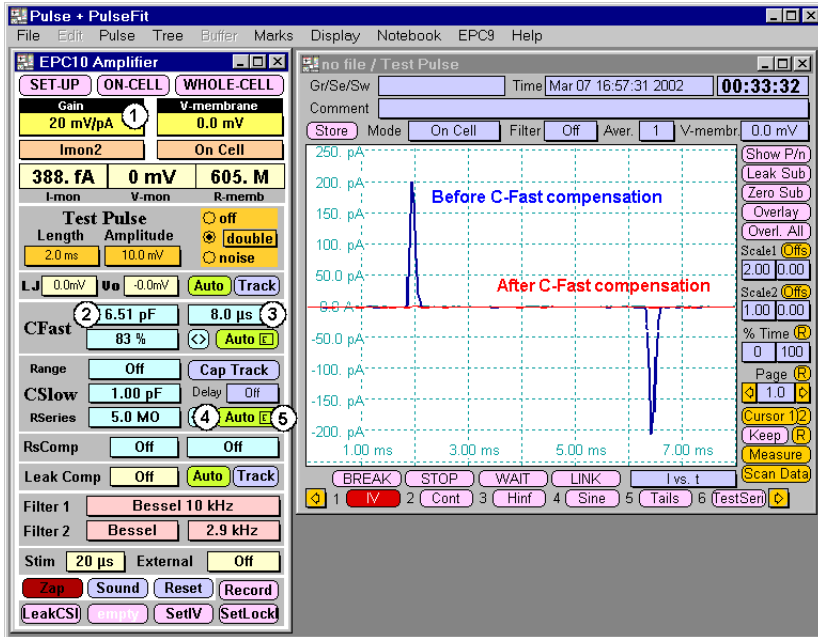 Pulse + PulseFit
File Edit Pulse Tree Buffer Marks Display Notebook EPC9 Help
EPC10 Amplifier
SET-UP ON-CELL WHOLE-CELL
Gain V-membrane
20 mV/pA 1 0.0 mV
Imon2 On Cell
388. fA 0 mV 605. M
I-mon V-mon R-memb
Test Pulse off
Length Amplitude double
2.0 ms 10.0 mV noise
LJ 0.0mV Vo -0.0mV Auto Track
2 6.51 pF 8.0 µs 3
CFast
83 % <> Auto E
Range Off Cap Track
CSlow 1.00 pF Delay Off
RSeries 5.0 MO 4 Auto E 5
RsComp Off Off
Leak Comp Off Auto Track
Filter 1 Bessel 10 kHz
Filter 2 Bessel 2.9 kHz
Stim 20 µs External Off
Zap Sound Reset Record
LeakCSl empty SetIV SetLockI
no file / Test Pulse
Gr/Se/Sw Time Mar 07 16:57:31 2002 00:33:32
Comment
Store Mode On Cell Filter Off Aver. 1 V-membr. 0.0 mV
250. pA
200. pA
150. pA
100. pA
50.0 pA
0.0 A
-50.0 pA
-100. pA
-150. pA
-200. pA
Before C-Fast compensation
After C-Fast compensation
1.00 ms 3.00 ms 5.00 ms 7.00 ms
Show P/n
Leak Sub
Zero Sub
Overlay
Overl. All
Scale1 Offs
2.00 0.00
Scale2 Offs
1.00 0.00
% Time R
0 100
Page R
1.0
Cursor 1 2
Keep R
Measure
Scan Data
BREAK STOP WAIT LINK I vs. t
1 IV 2 Cont 3 Hinf 4 Sine 5 Tails 6 TestSeri